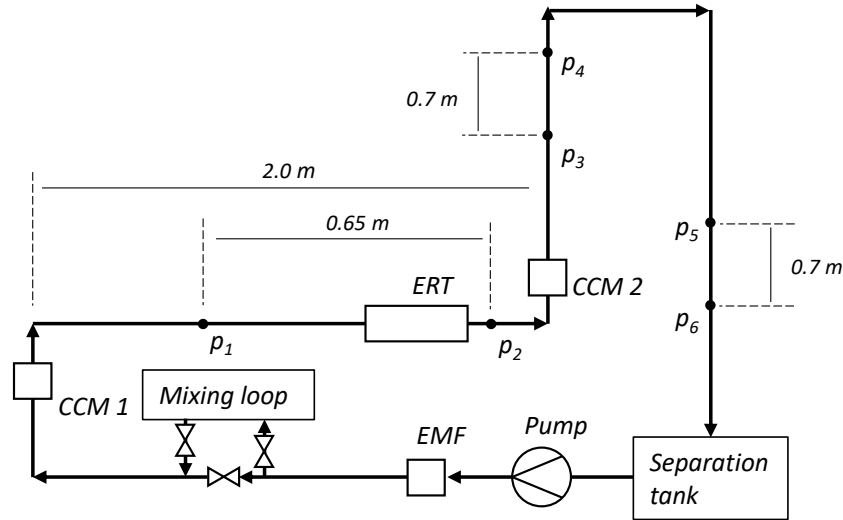 p4
0.7 m
p3
2.0 m
0.65 m
p5
0.7 m
ERT
CCM 2
p6
p1
p2
CCM 1
Mixing loop
EMF
Pump
Separation
tank